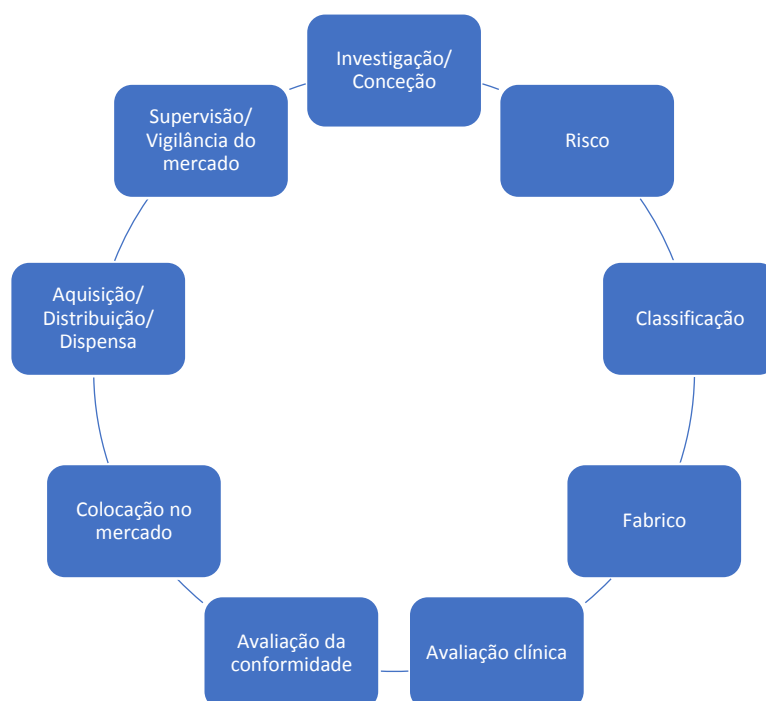 Investigação/
Conceção
Risco
Classificação
Fabrico
Avaliação clínica
Avaliação da
conformidade
Colocação no
mercado
Aquisição/
Distribuição/
Dispensa
Supervisão/
Vigilância do
mercado